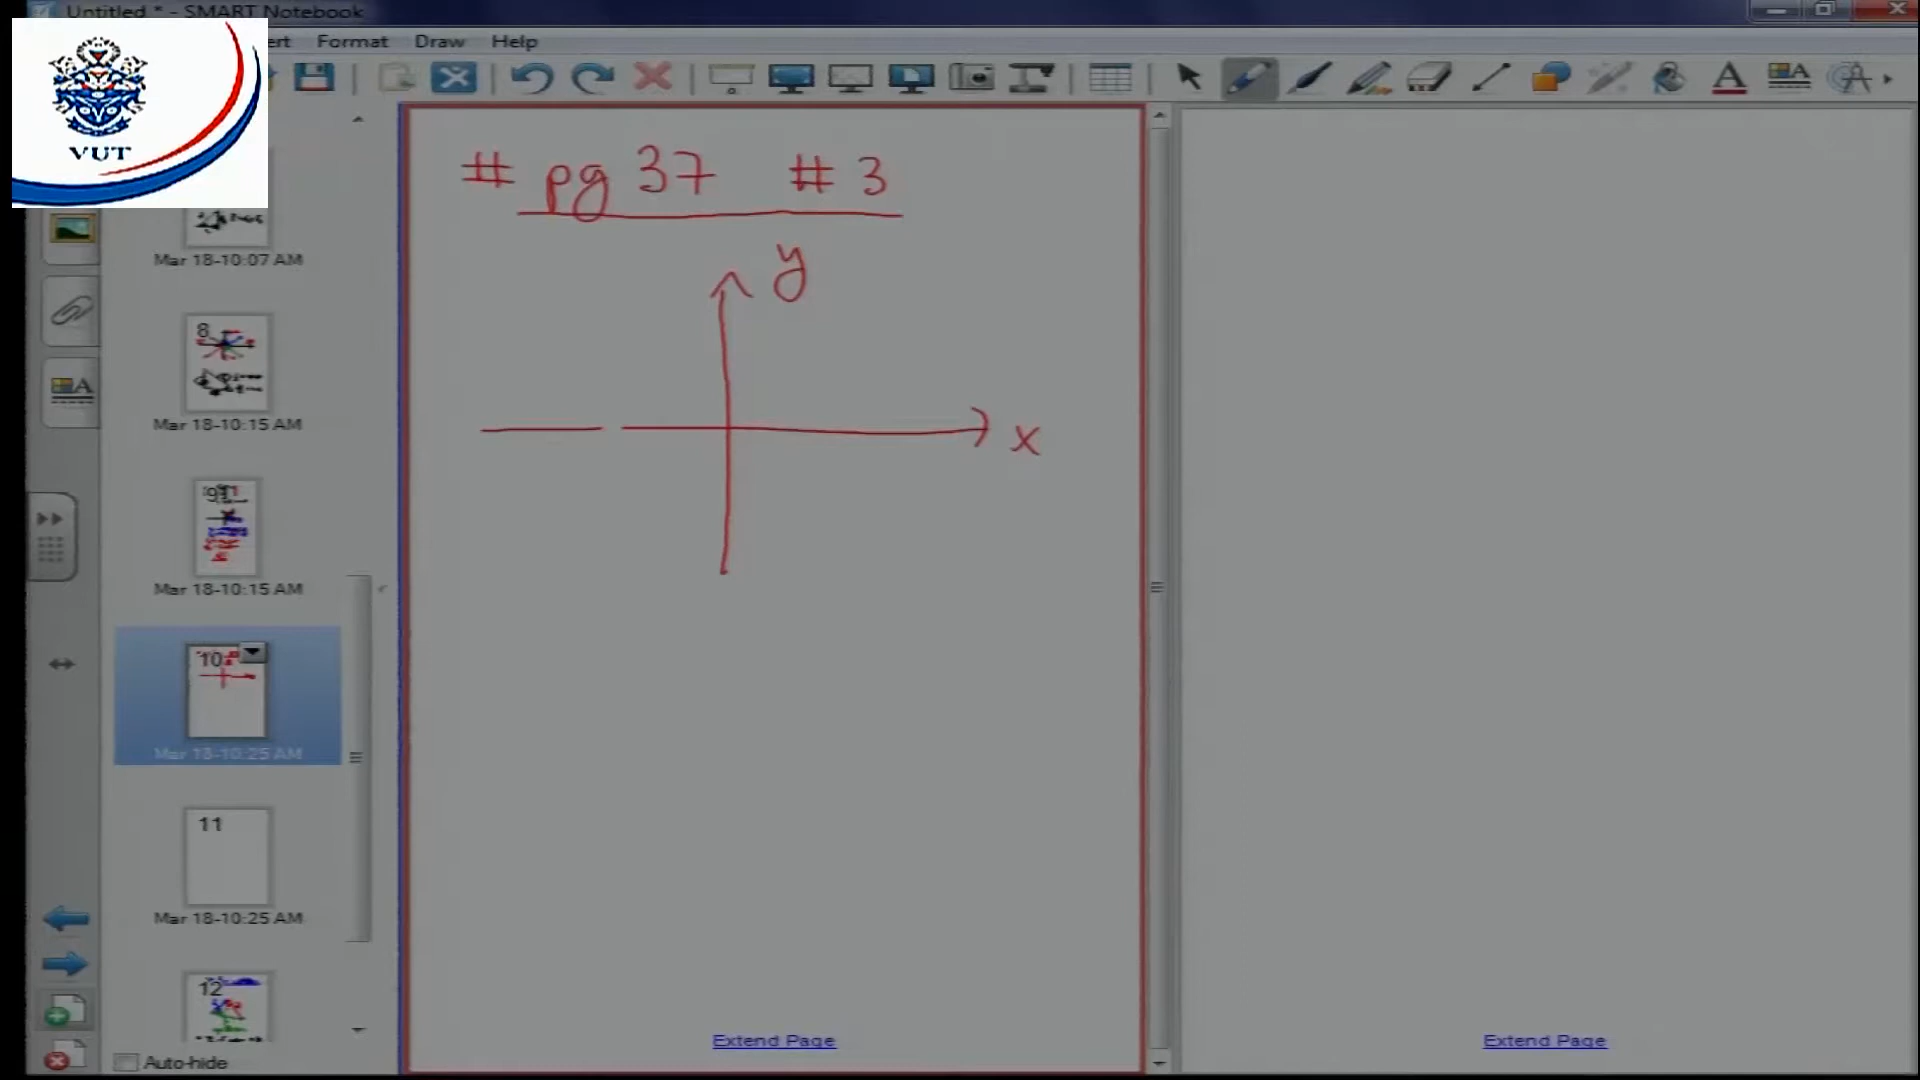 Untitled * - SMART Notebook
Format Draw Help
VUT
Mar 18-10:07 AM
8
Mar 18-10:15 AM
9
Mar 18-10:15 AM
10
Mar 18-10:25 AM
11
Mar 18-10:25 AM
12
Auto-hide
# pg 37 # 3
y
x
Extend Page
Extend Page